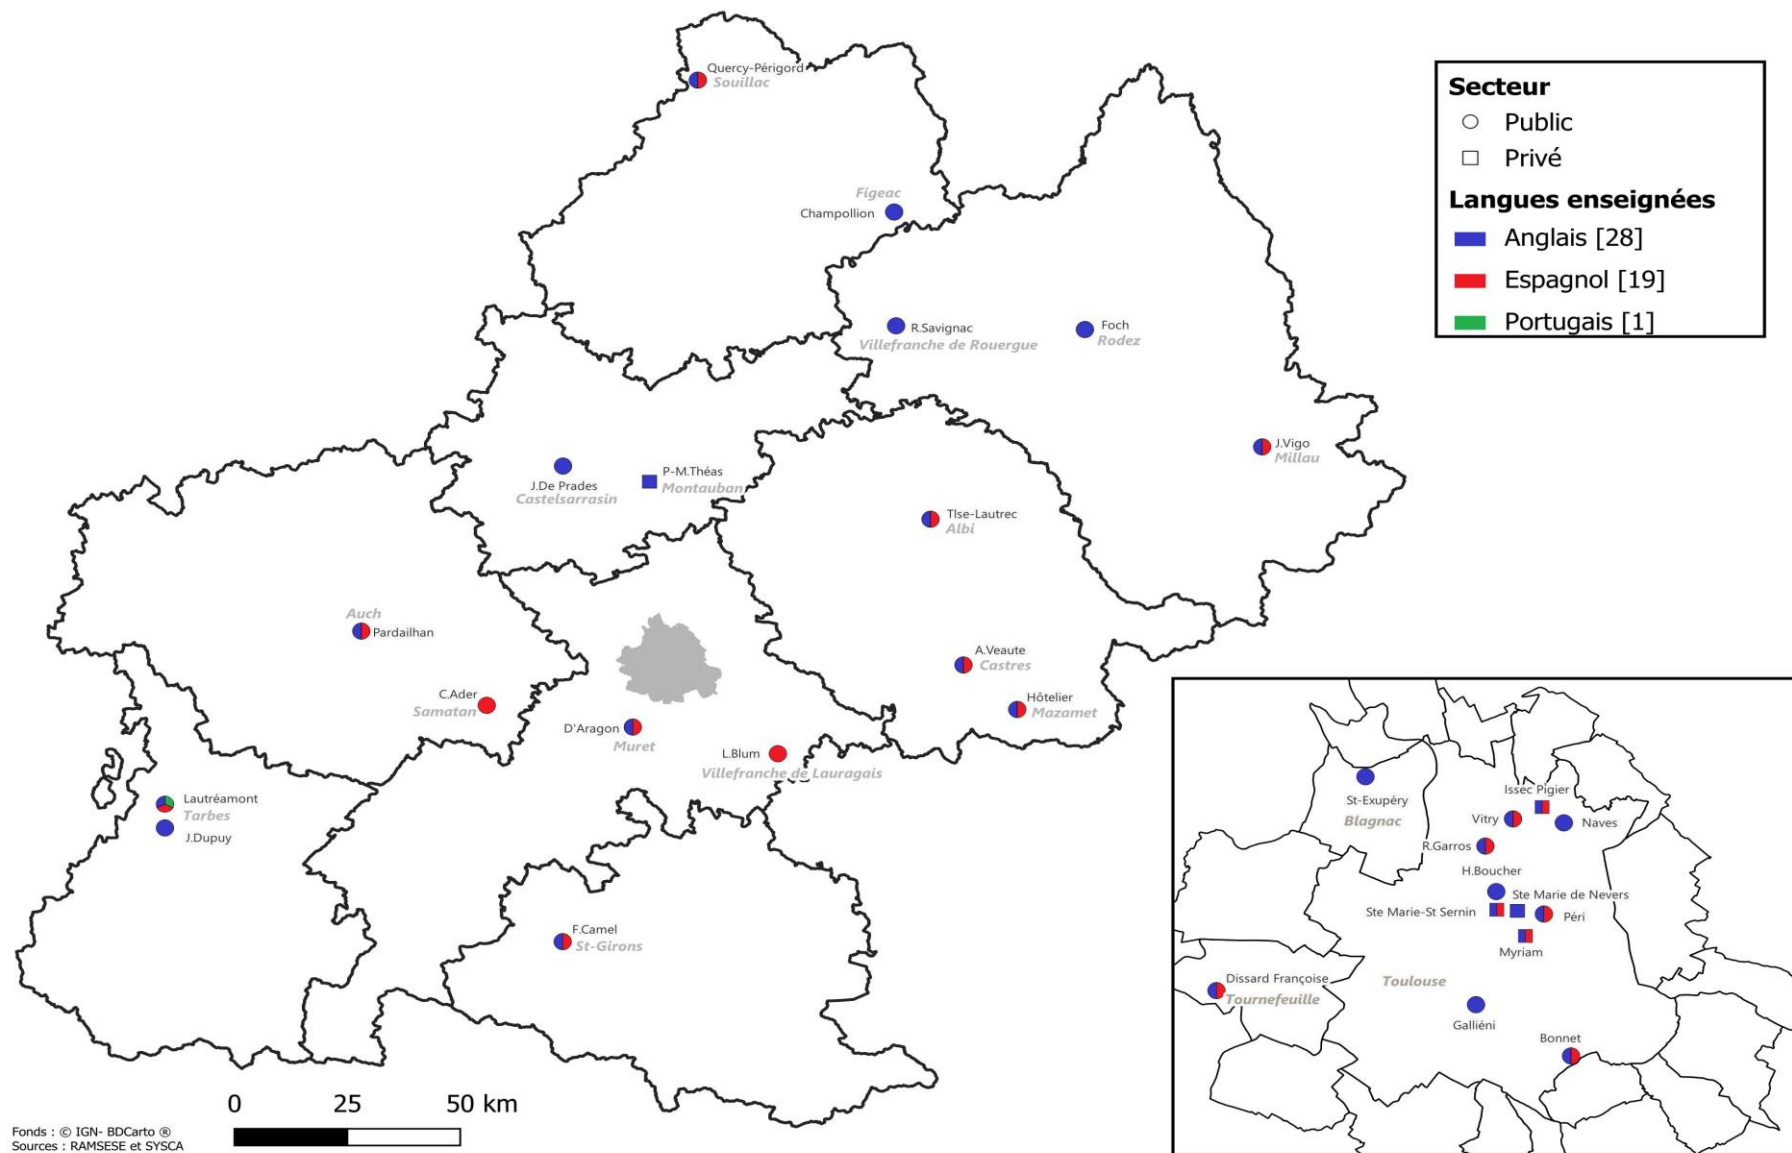 Quercy-Périgord
Souillac
Figeac
Champollion
R.Savignac
Villefranche de Rouergue
Foch
Rodez
J.Vigo
Millau
J.De Prades
Castelsarrasin
P-M.Théas
Montauban
Tlse-Lautrec
Albi
Auch
Pardailhan
C.Ader
Samatan
A.Veaute
Castres
Hôtelier
Mazamet
D'Aragon
Muret
L.Blum
Villefranche de Lauragais
Lautréamont
Tarbes
J.Dupuy
F.Camel
St-Girons
0 25 50 km
Fonds : © IGN- BDCarto ®
Sources : RAMSESE et SYSCA
Secteur
Public
Privé
Langues enseignées
Anglais [28]
Espagnol [19]
Portugais [1]
St-Exupéry
Blagnac
Issec Pigier
Vitry
Naves
R.Garros
H.Boucher
Ste Marie de Nevers
Ste Marie-St Sernin
Péri
Myriam
Dissard Françoise
Tournefeuille
Toulouse
Galliéni
Bonnet